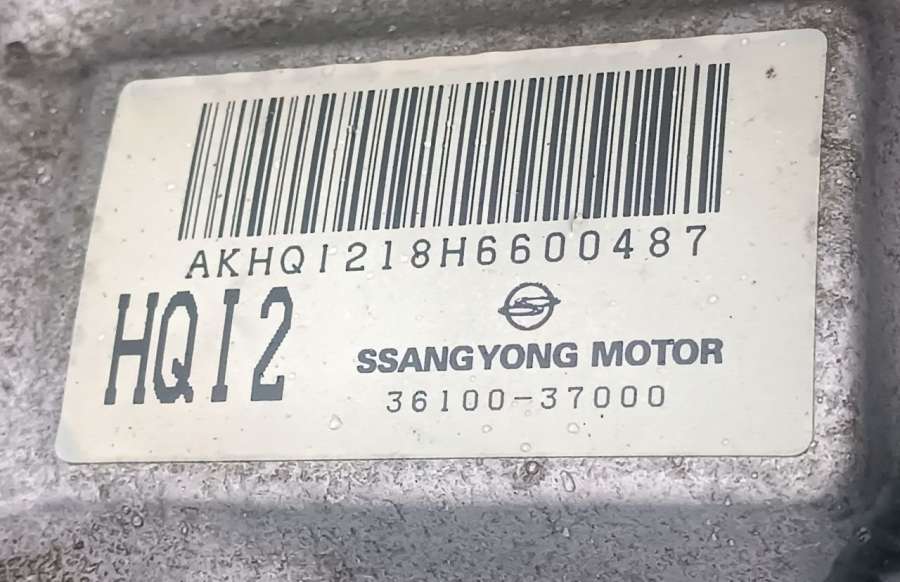 AKHQI218H6600487
HQI2
SSANGYONG MOTOR
36100-37000